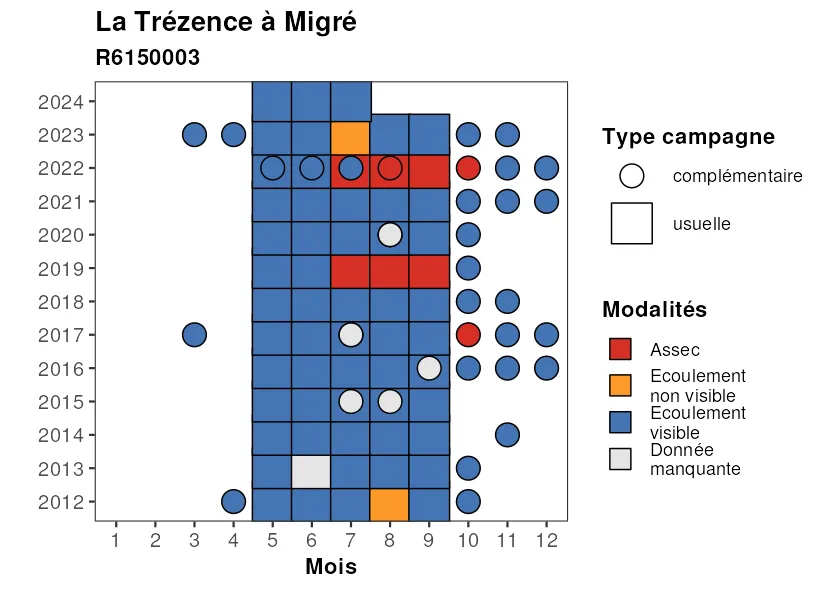 La Trézence à Migré
R6150003
2024
2023
2022
2021
2020
2019
2018
2017
2016
2015
2014
2013
2012
1 2 3 4 5 6 7 8 9 10 11 12
Mois
Type campagne
complémentaire
usuelle
Modalités
Assec
Ecoulement
non visible
Ecoulement
visible
Donnée
manquante